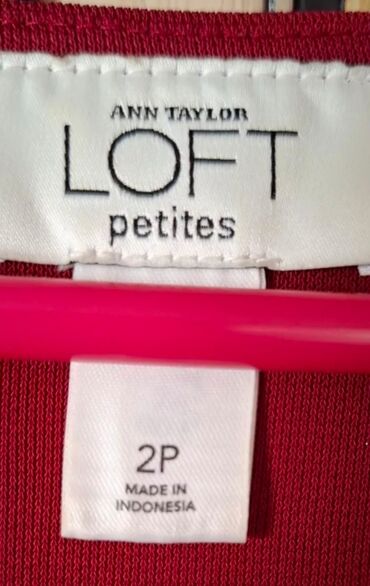 ANN TAYLOR
LOFT
petites
2P
MADE IN
INDONESIA